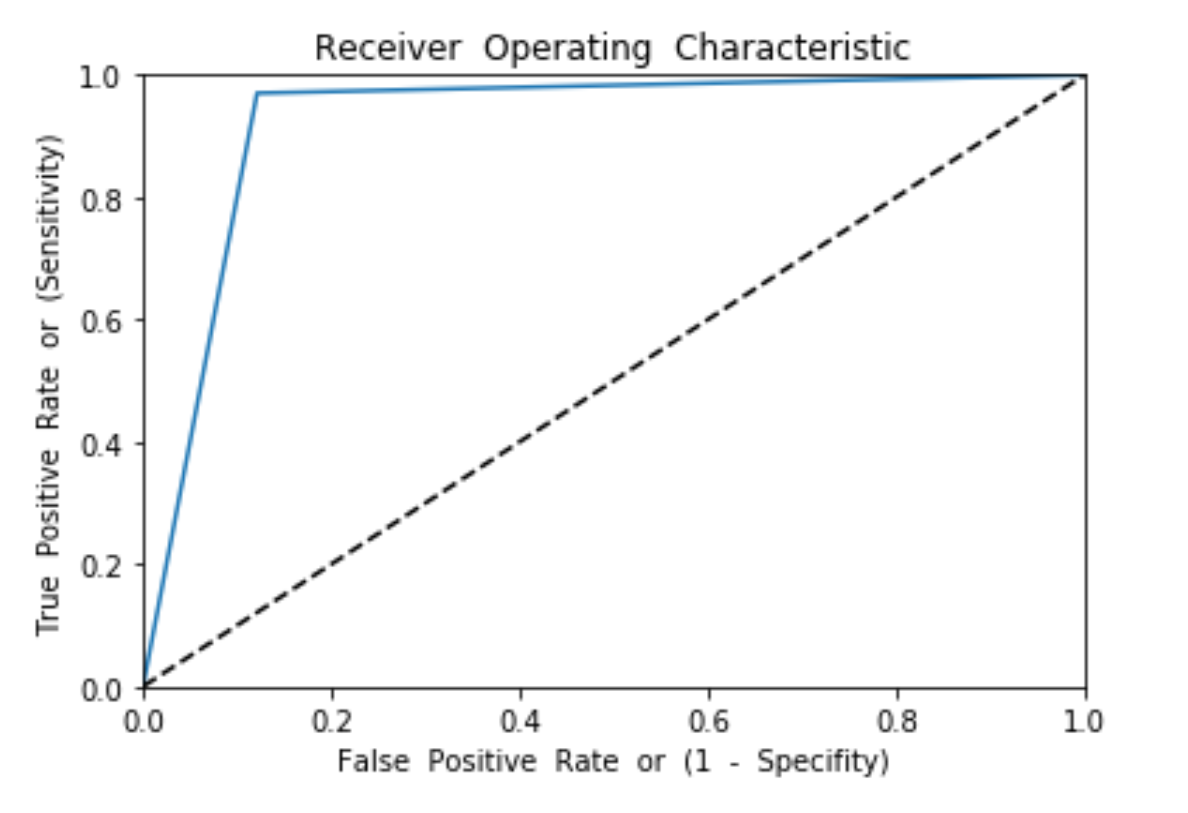 Receiver Operating Characteristic
1.0
0.8
0.6
0.4
0.2
0.0
True Positive Rate or (Sensitivity)
0.0 0.2 0.4 0.6 0.8 1.0
False Positive Rate or (1 - Specifity)